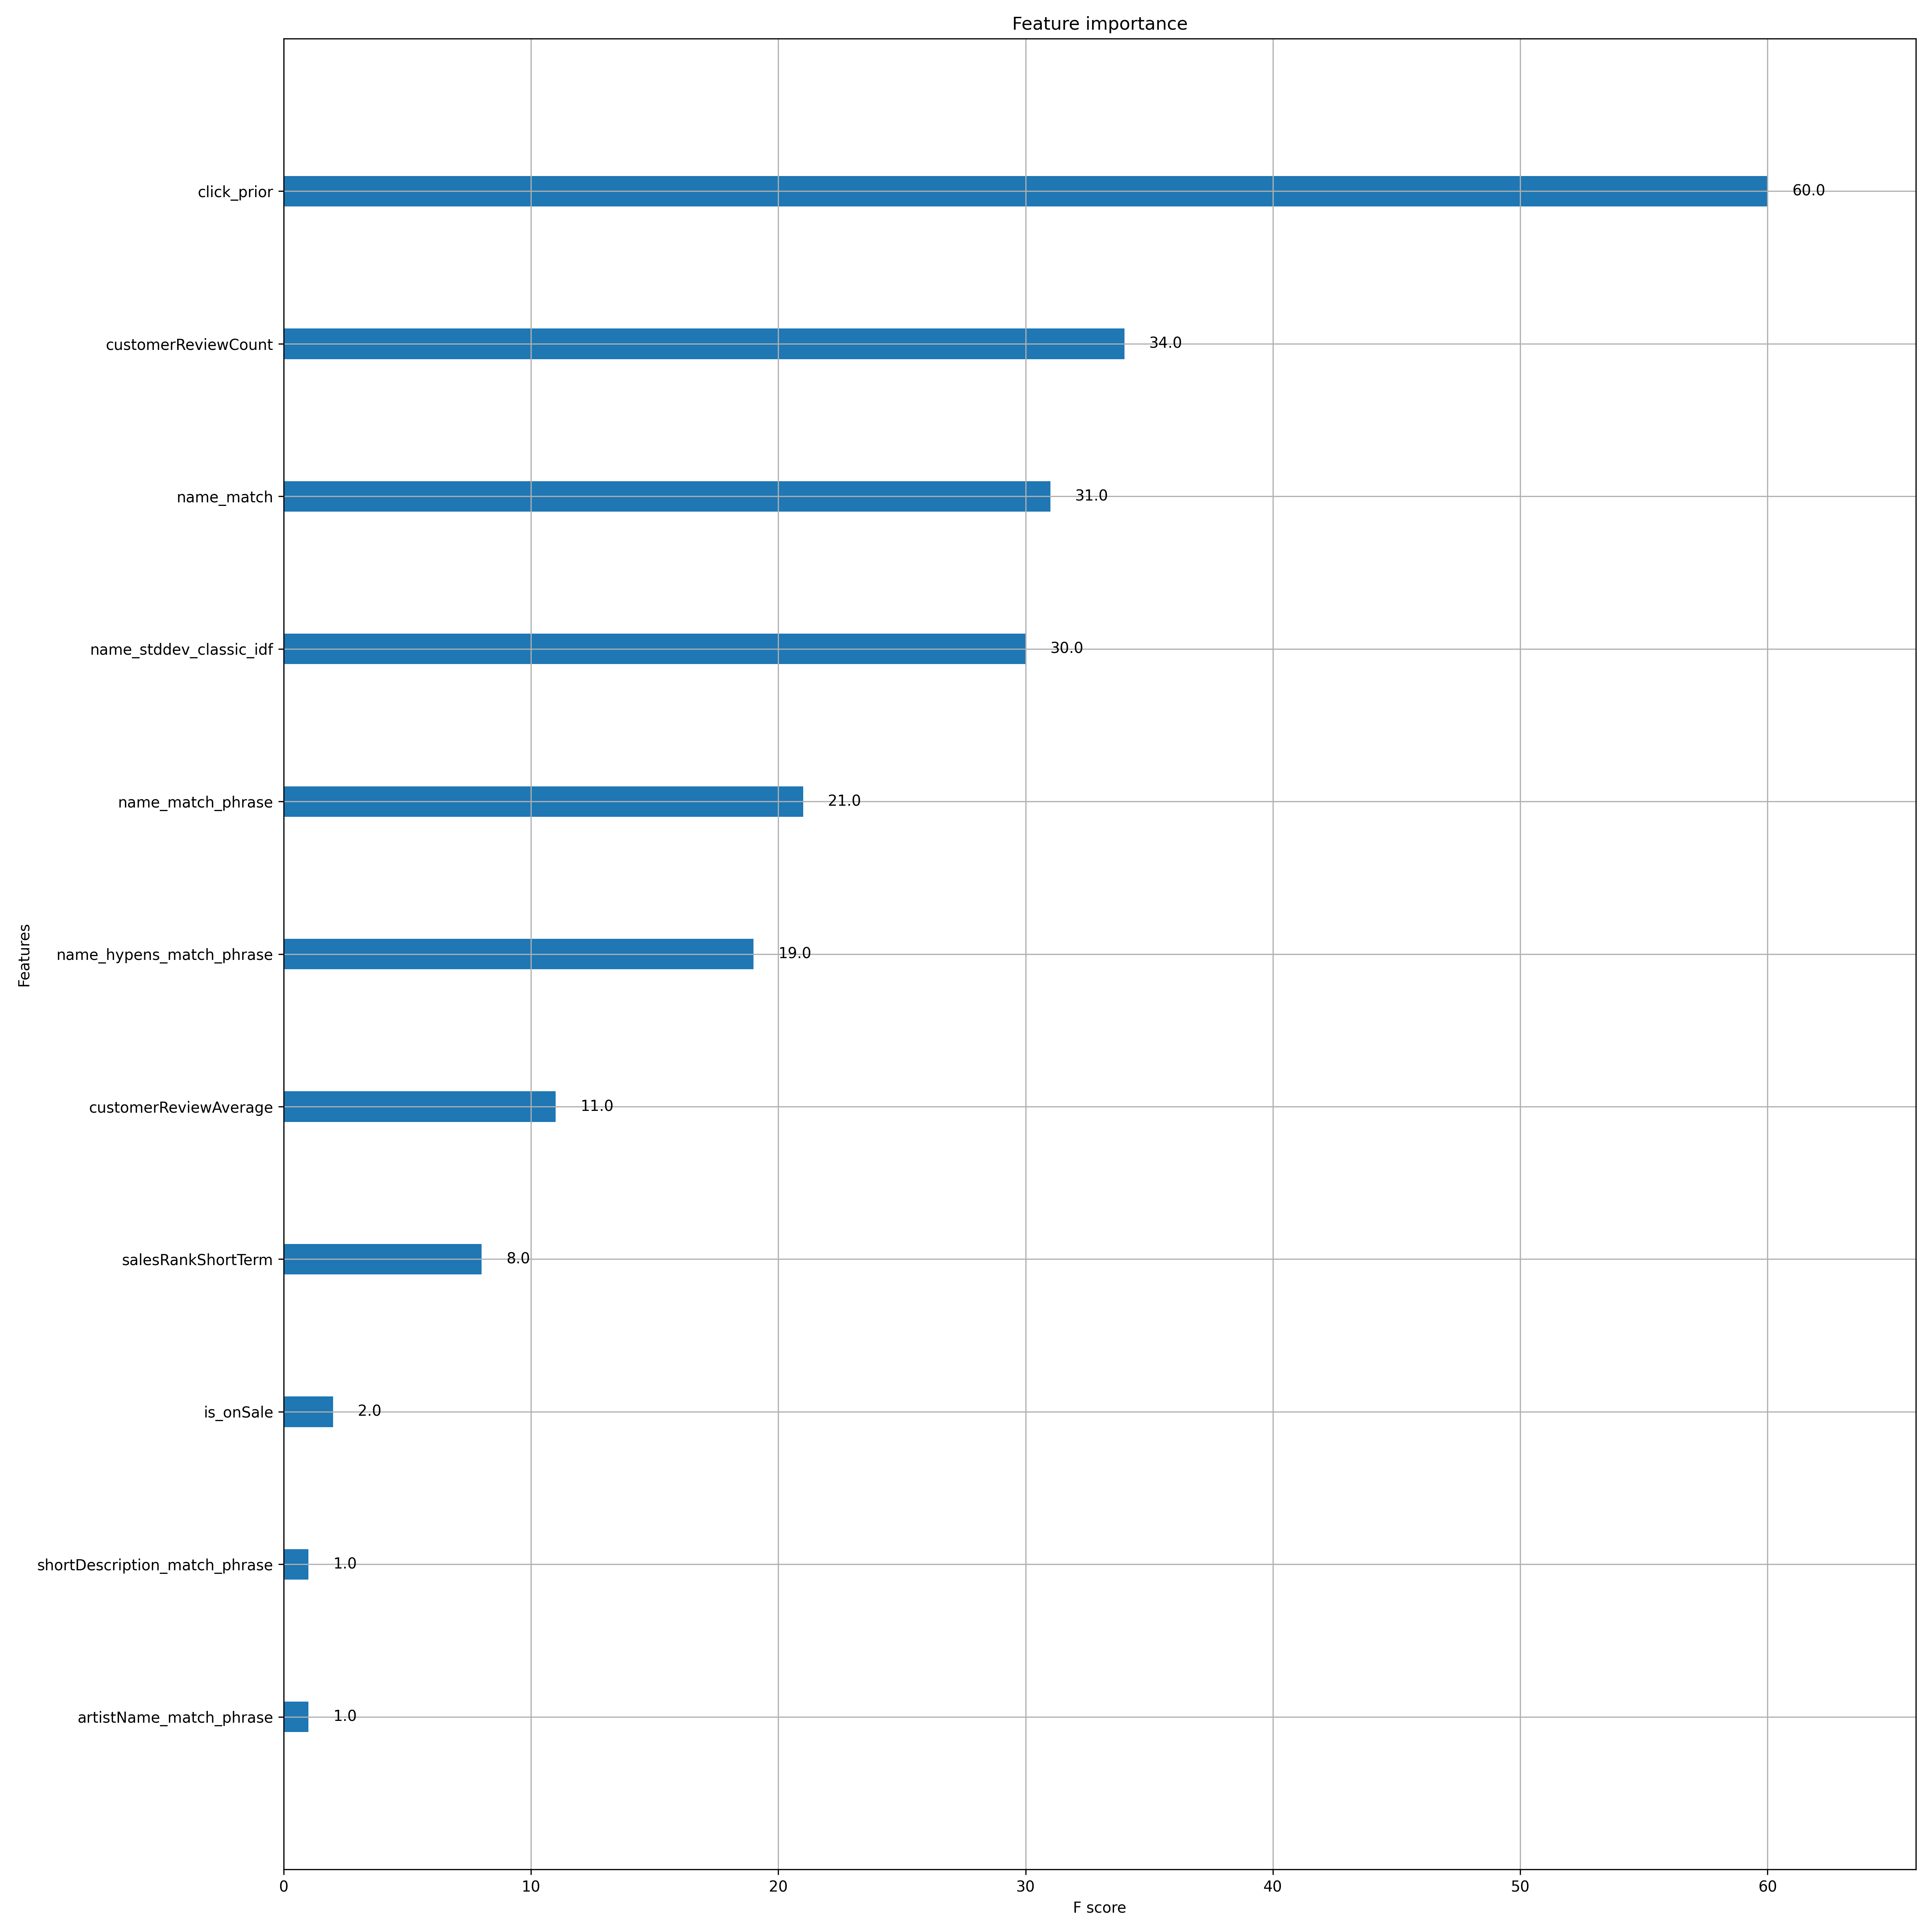 Feature importance
click_prior 60.0
customerReviewCount 34.0
name_match 31.0
name_stddev_classic_idf 30.0
name_match_phrase 21.0
name_hypens_match_phrase 19.0
customerReviewAverage 11.0
salesRankShortTerm 8.0
is_onSale 2.0
shortDescription_match_phrase 1.0
artistName_match_phrase 1.0
Features
0 10 20 30 40 50 60
F score